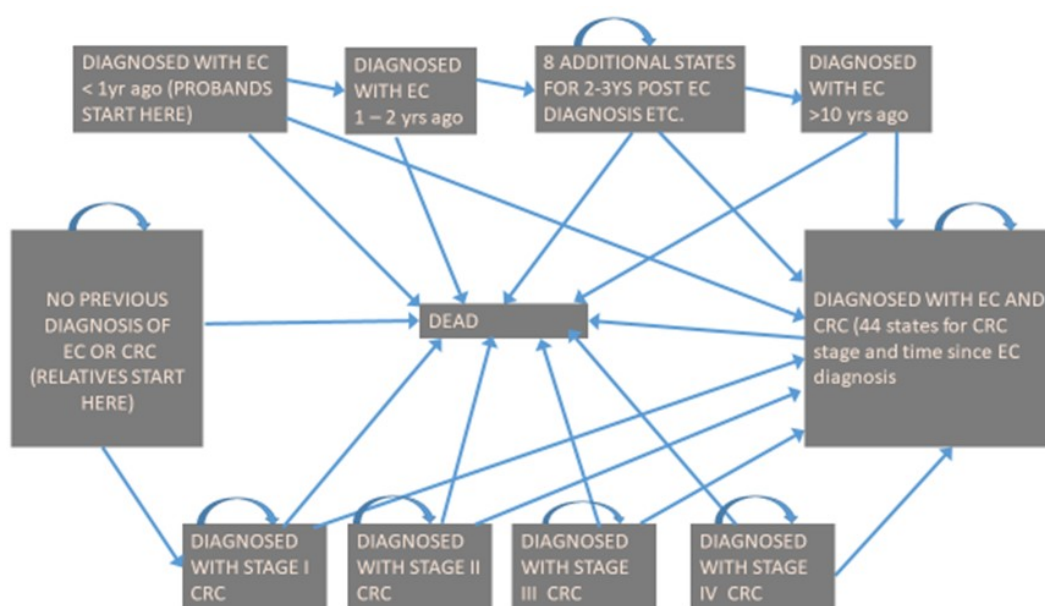 DIAGNOSED WITH EC
< 1yr ago (PROBANDS
START HERE)
DIAGNOSED
WITH EC
1 – 2 yrs ago
8 ADDITIONAL STATES
FOR 2-3YS POST EC
DIAGNOSIS ETC.
DIAGNOSED
WITH EC
>10 yrs ago
NO PREVIOUS
DIAGNOSIS OF
EC OR CRC
(RELATIVES START
HERE)
DEAD
DIAGNOSED WITH EC AND
CRC (44 states for CRC
stage and time since EC
diagnosis
DIAGNOSED
WITH STAGE I
CRC
DIAGNOSED
WITH STAGE II
CRC
DIAGNOSED
WITH STAGE
III CRC
DIAGNOSED
WITH STAGE
IV CRC